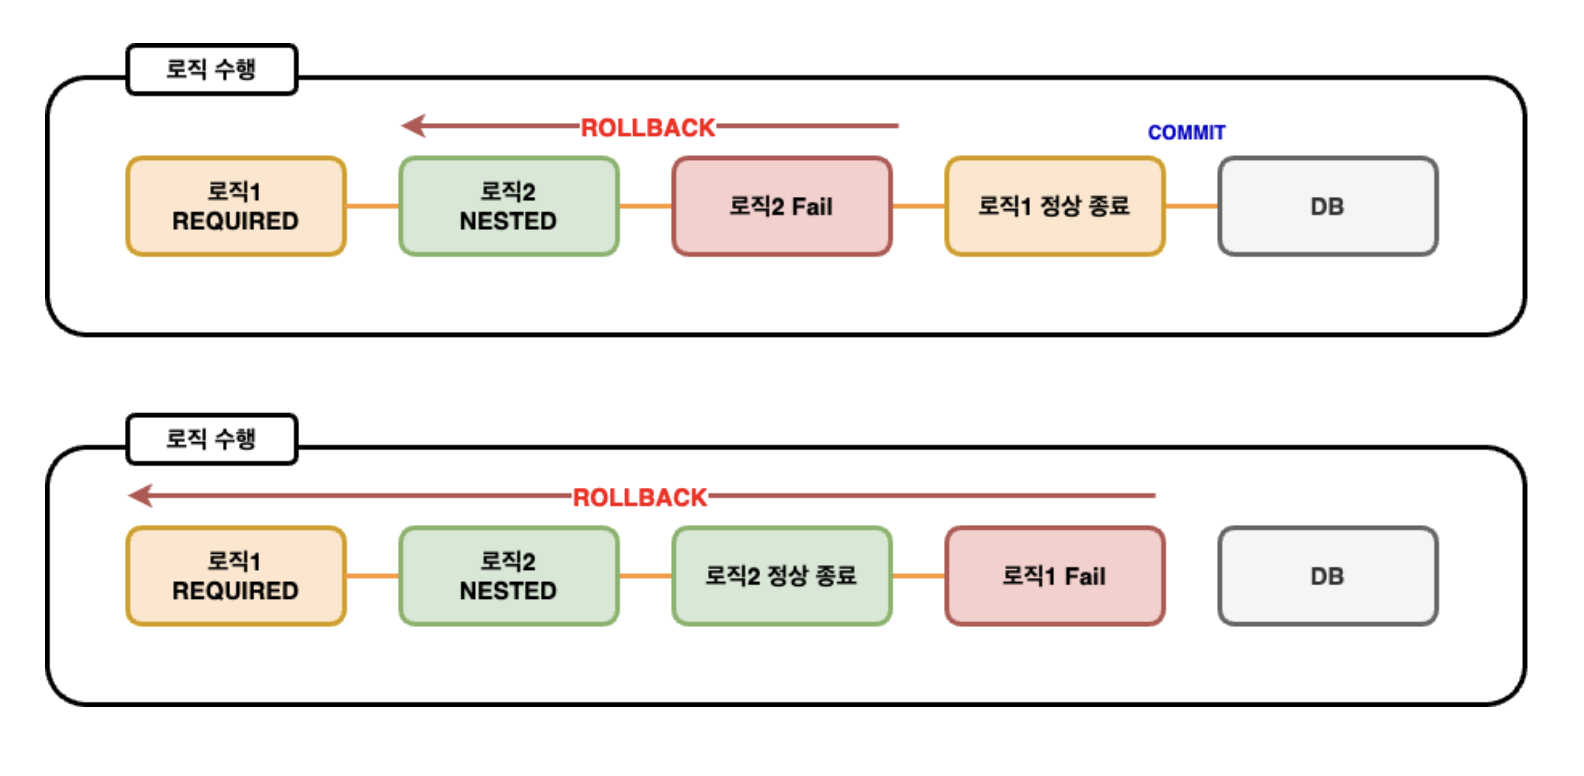 로직 수행
ROLLBACK
COMMIT
로직1
REQUIRED
로직2
NESTED
로직2 Fail
로직1 정상 종료
DB
로직 수행
ROLLBACK
로직1
REQUIRED
로직2
NESTED
로직2 정상 종료
로직1 Fail
DB